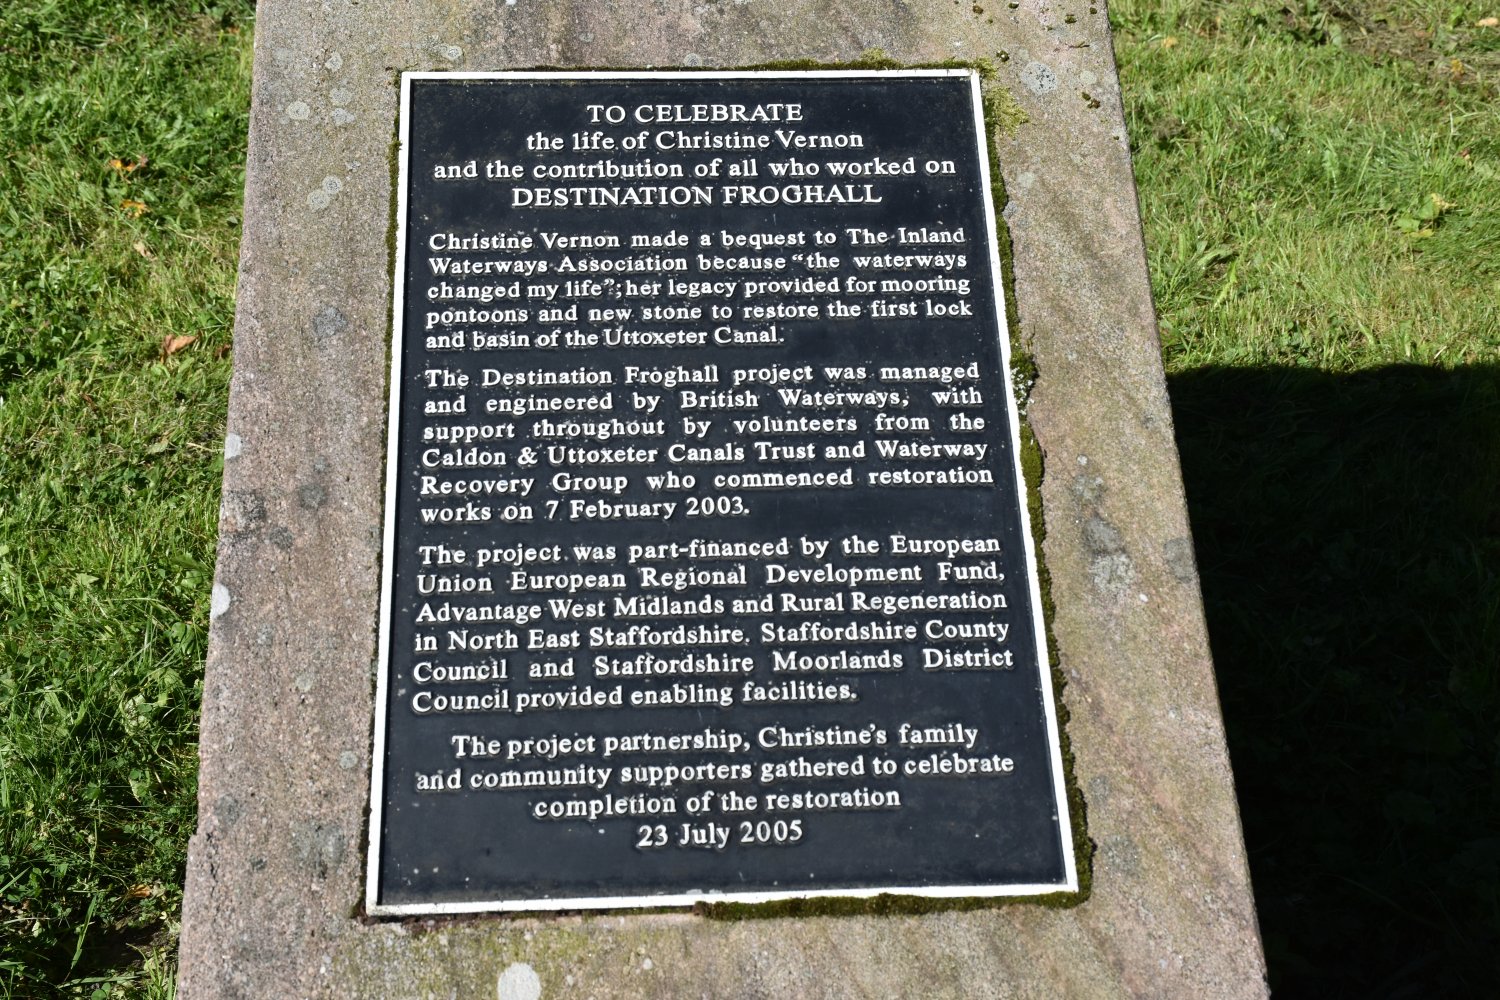 TO CELEBRATE
the life of Christine Vernon
and the contribution of all who worked on
DESTINATION FROGHALL
Christine Vernon made a bequest to The Inland
Waterways Association because "the waterways
changed my life"; her legacy provided for mooring
pontoons and new stone to restore the first lock
and basin of the Uttoxeter Canal.
The Destination Froghall project was managed
and engineered by British Waterways, with
support throughout by volunteers from the
Caldon & Uttoxeter Canals Trust and Waterway
Recovery Group who commenced restoration
works on 7 February 2003.
The project was part-financed by the European
Union European Regional Development Fund,
Advantage West Midlands and Rural Regeneration
in North East Staffordshire. Staffordshire County
Council and Staffordshire Moorlands District
Council provided enabling facilities.
The project partnership, Christine's family
and community supporters gathered to celebrate
completion of the restoration
23 July 2005